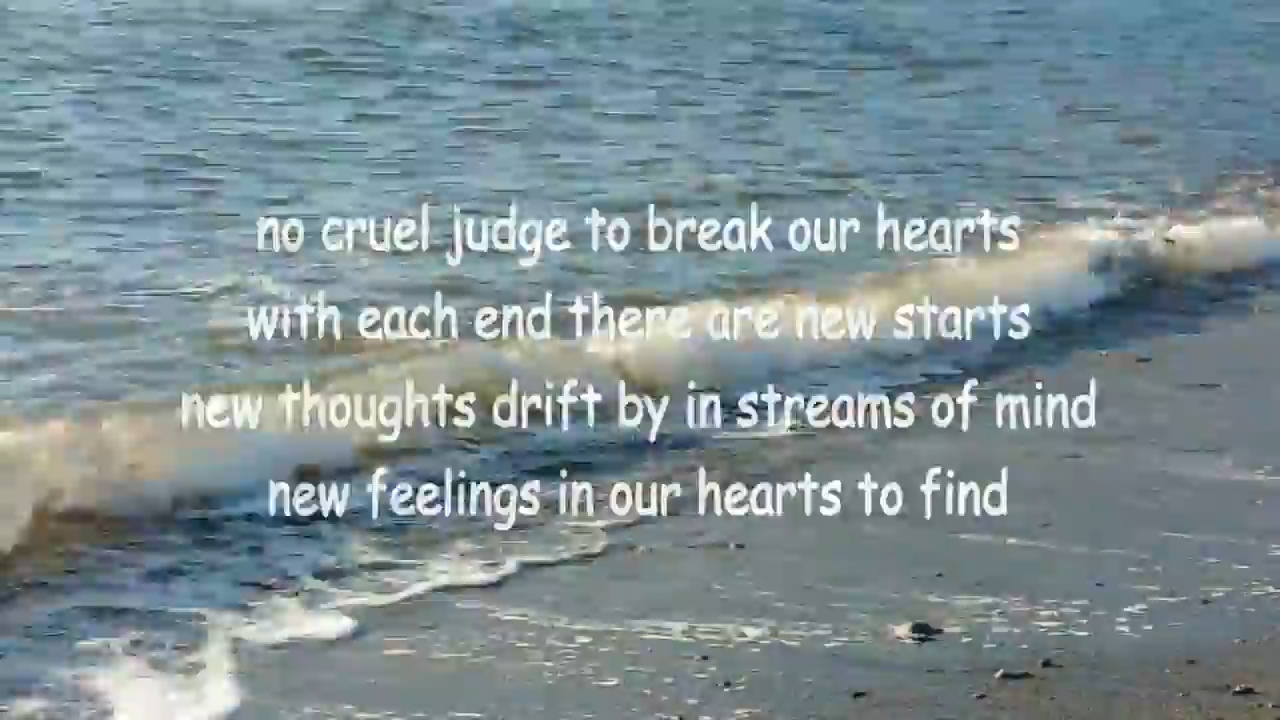 no cruel judge to break our hearts
with each end there are new starts
new thoughts drift by in streams of mind
new feelings in our hearts to find